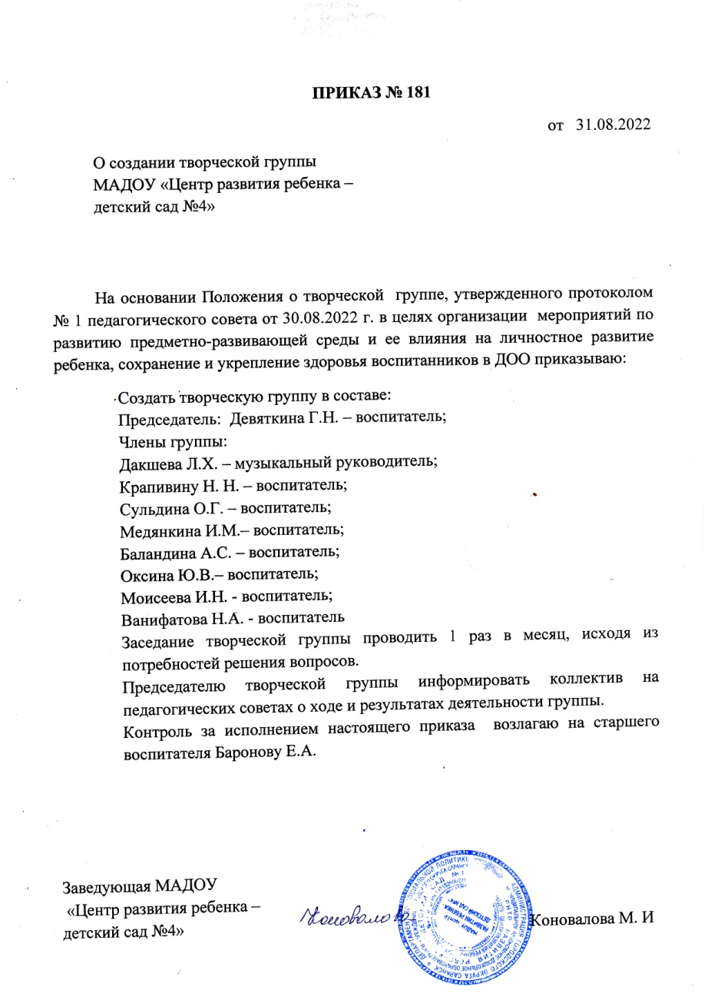 ПРИКАЗ № 181
от 31.08.2022
О создании творческой группы
МАДОУ «Центр развития ребенка –
детский сад №4»
На основании Положения о творческой группе, утвержденного протоколом
№ 1 педагогического совета от 30.08.2022 г. в целях организации мероприятий по
развитию предметно-развивающей среды и ее влияния на личностное развитие
ребенка, сохранение и укрепление здоровья воспитанников в ДОО приказываю:
Создать творческую группу в составе:
Председатель: Девяткина Г.Н. – воспитатель;
Члены группы:
Дакшева Л.Х. – музыкальный руководитель;
Крапивину Н. Н. – воспитатель;
Сульдина О.Г. – воспитатель;
Медянкина И.М.– воспитатель;
Баландина А.С. – воспитатель;
Оксина Ю.В.– воспитатель;
Моисеева И.Н. - воспитатель;
Ванифатова Н.А. - воспитатель
Заседание творческой группы проводить 1 раз в месяц, исходя из
потребностей решения вопросов.
Председателю творческой группы информировать коллектив на
педагогических советах о ходе и результатах деятельности группы.
Контроль за исполнением настоящего приказа возлагаю на старшего
воспитателя Баронову Е.А.
Заведующая МАДОУ
«Центр развития ребенка –
детский сад №4»
Коновалова
Коновалова М. И